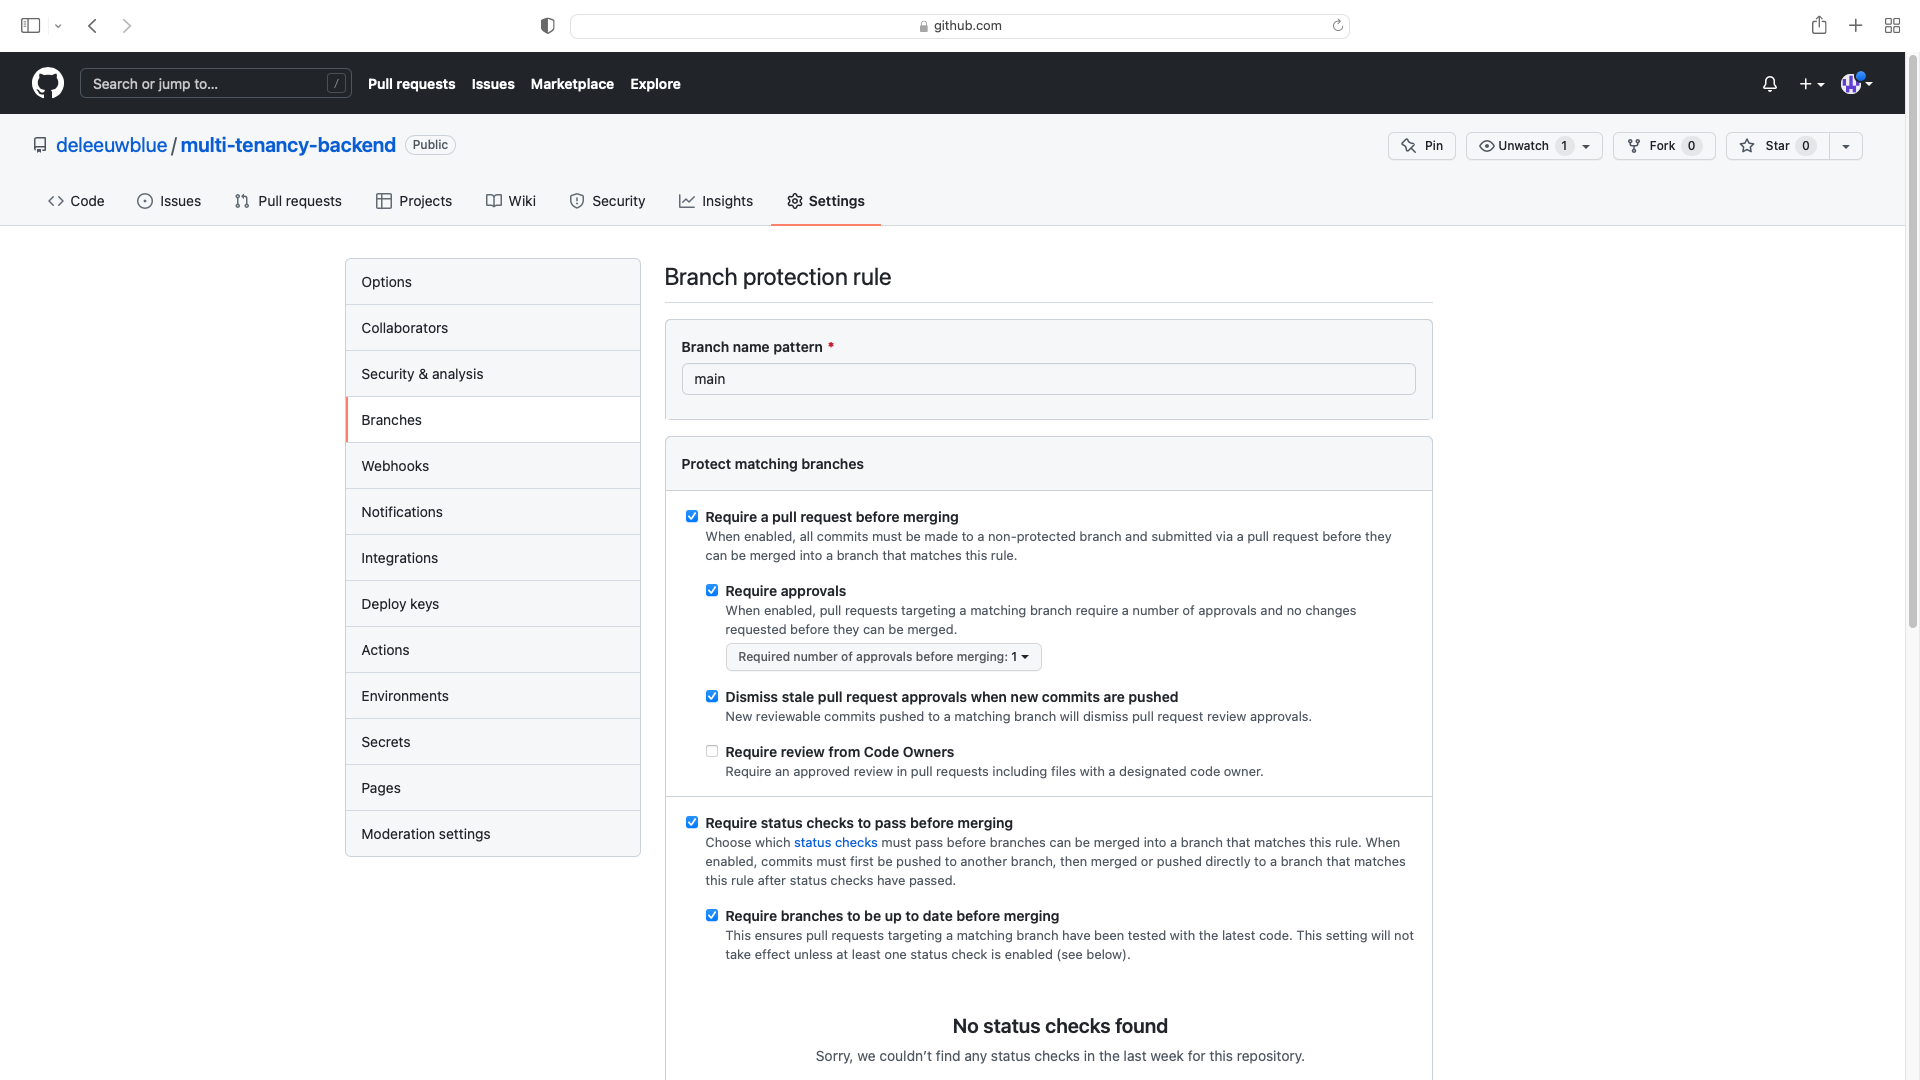 github.com
Search or jump to... /
Pull requests Issues Marketplace Explore
deleeuwblue / multi-tenancy-backend Public
Pin Unwatch 1 Fork 0 Star 0
Code Issues Pull requests Projects Wiki Security Insights Settings
Options
Collaborators
Security & analysis
Branches
Webhooks
Notifications
Integrations
Deploy keys
Actions
Environments
Secrets
Pages
Moderation settings
Branch protection rule
Branch name pattern *
main
Protect matching branches
Require a pull request before merging
When enabled, all commits must be made to a non-protected branch and submitted via a pull request before they
can be merged into a branch that matches this rule.
Require approvals
When enabled, pull requests targeting a matching branch require a number of approvals and no changes
requested before they can be merged.
Required number of approvals before merging: 1
Dismiss stale pull request approvals when new commits are pushed
New reviewable commits pushed to a matching branch will dismiss pull request review approvals.
Require review from Code Owners
Require an approved review in pull requests including files with a designated code owner.
Require status checks to pass before merging
Choose which status checks must pass before branches can be merged into a branch that matches this rule. When
enabled, commits must first be pushed to another branch, then merged or pushed directly to a branch that matches
this rule after status checks have passed.
Require branches to be up to date before merging
This ensures pull requests targeting a matching branch have been tested with the latest code. This setting will not
take effect unless at least one status check is enabled (see below).
No status checks found
Sorry, we couldn't find any status checks in the last week for this repository.